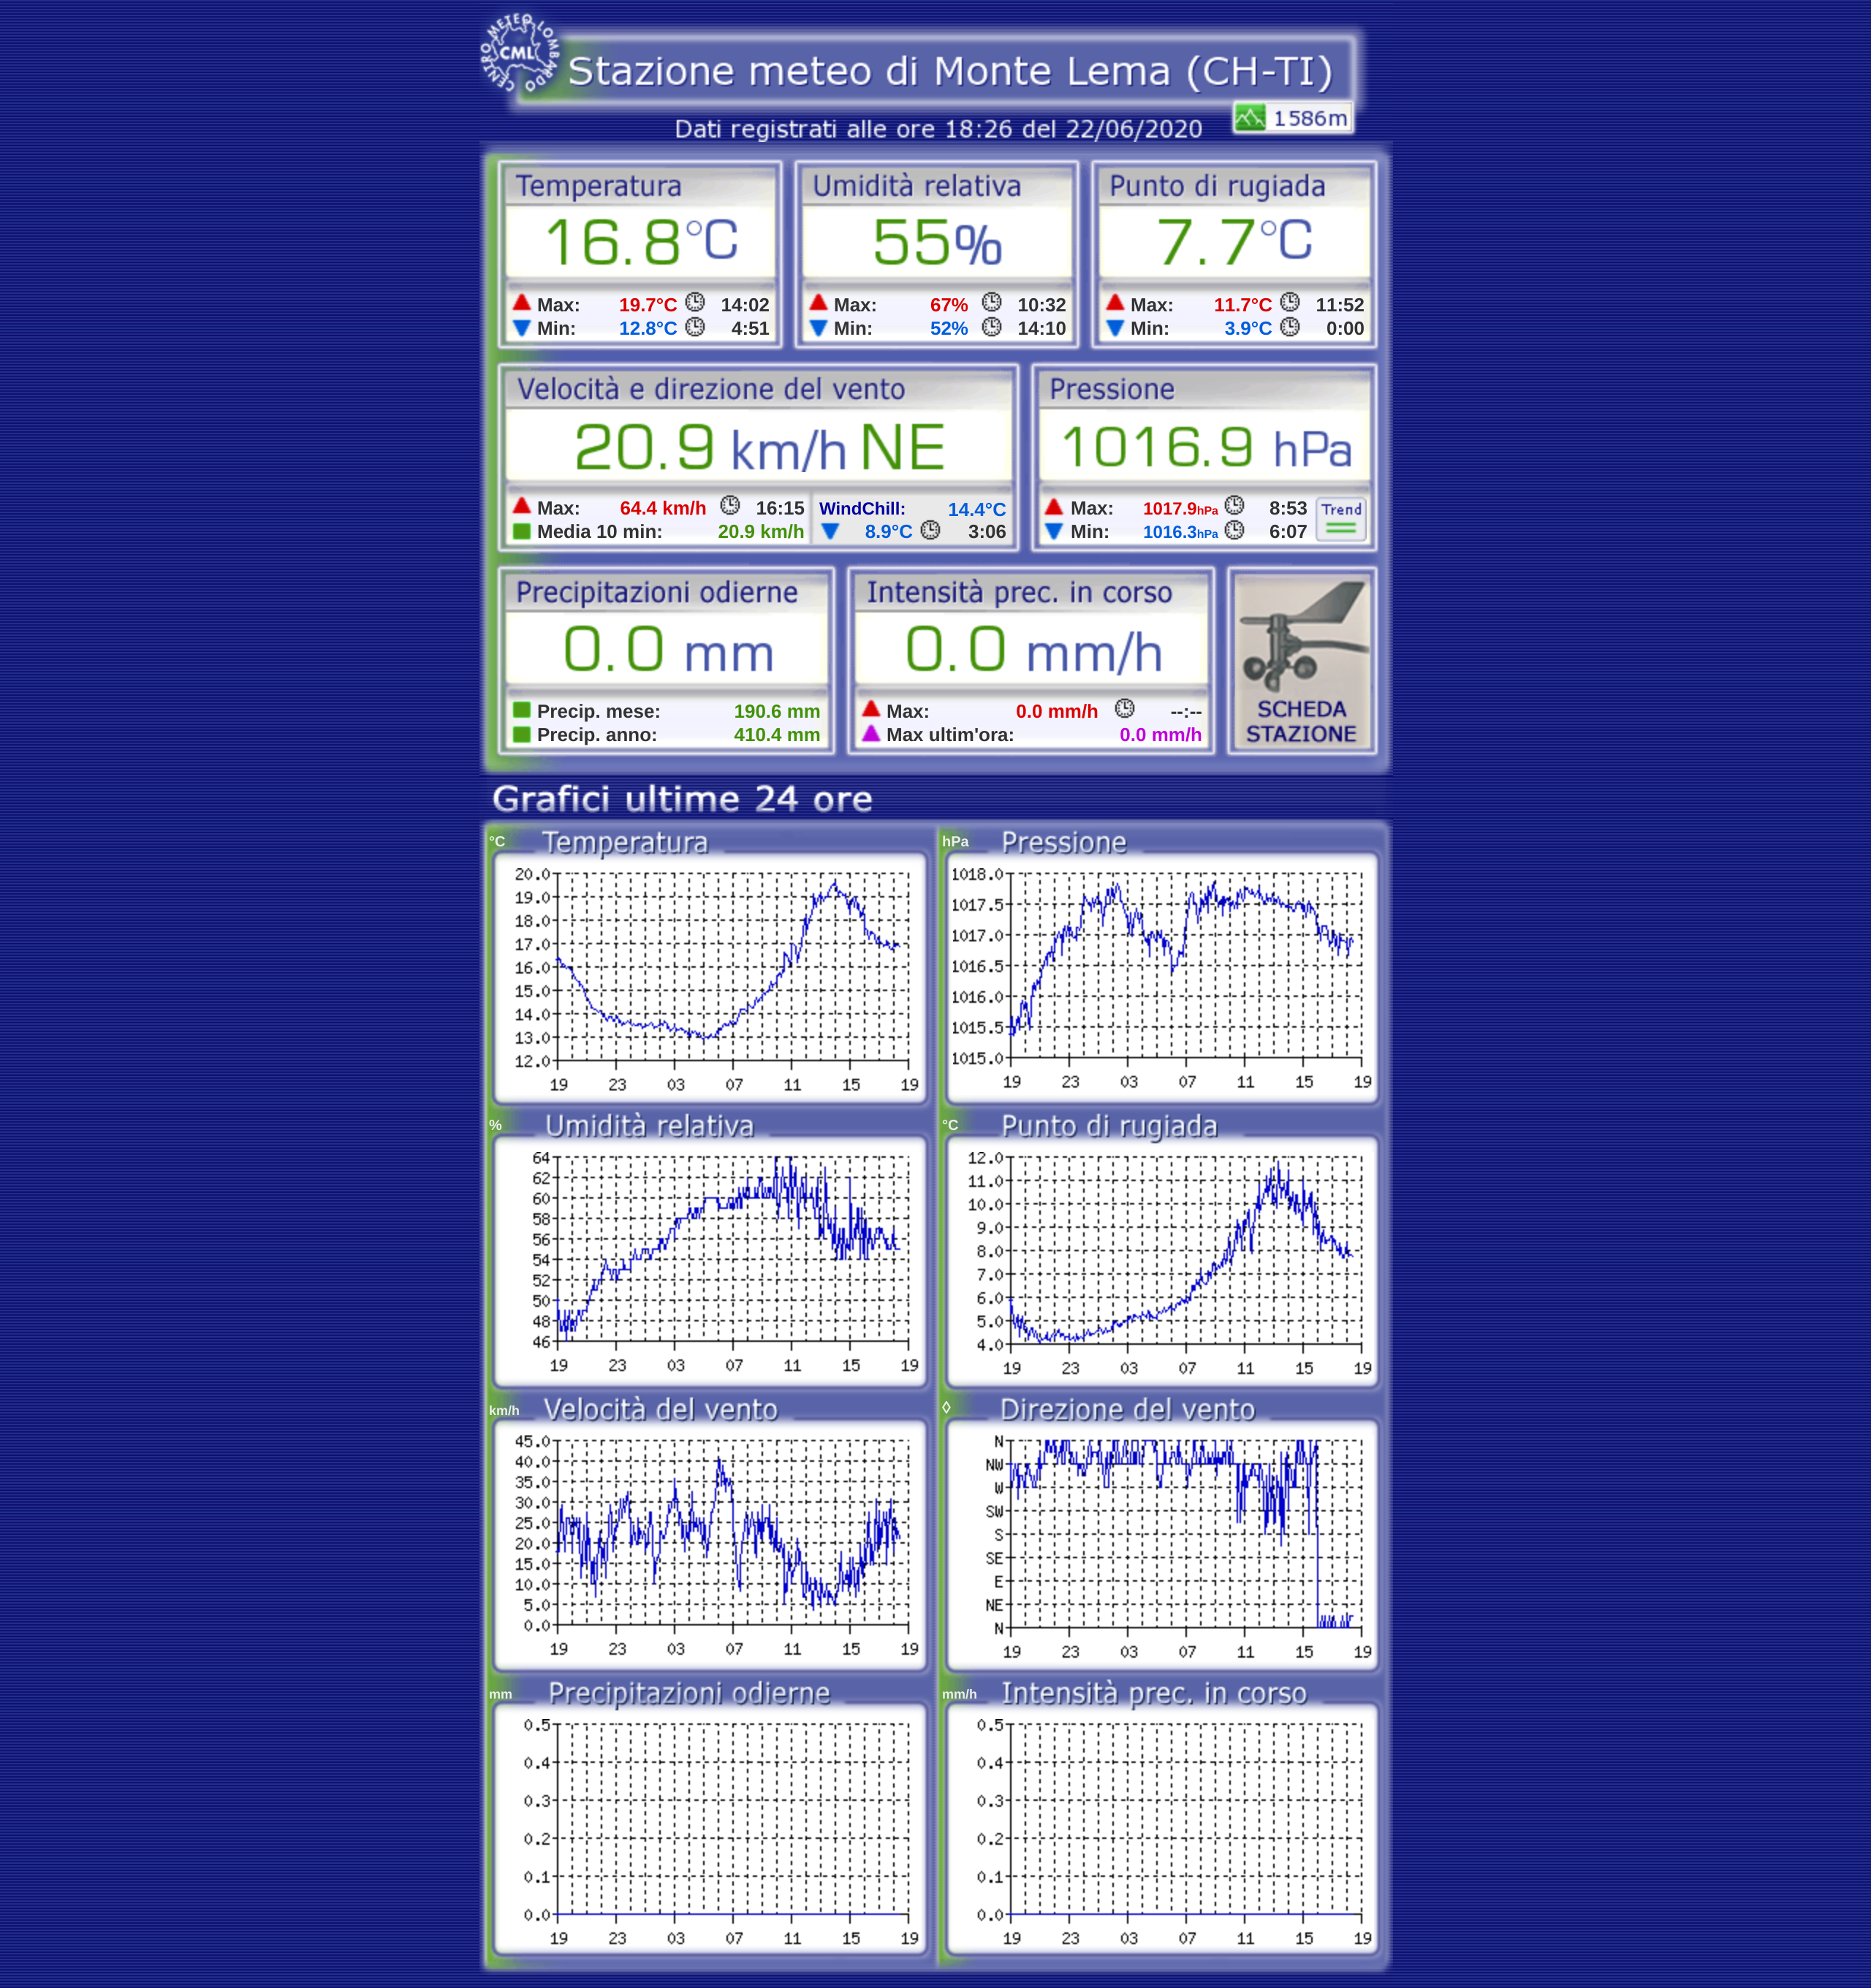 CENTRO METEO LOMBARDO
CML
Stazione meteo di Monte Lema (CH-TI)
1586m
Dati registrati alle ore 18:26 del 22/06/2020
Temperatura
16.8°C
Max: 19.7°C 14:02
Min: 12.8°C 4:51
Umidità relativa
55%
Max: 67% 10:32
Min: 52% 14:10
Punto di rugiada
7.7°C
Max: 11.7°C 11:52
Min: 3.9°C 0:00
Velocità e direzione del vento
20.9 km/h NE
Max: 64.4 km/h 16:15
Media 10 min: 20.9 km/h
WindChill: 14.4°C
8.9°C 3:06
Pressione
1016.9 hPa
Max: 1017.9hPa 8:53
Min: 1016.3hPa 6:07
Trend
Precipitazioni odierne
0.0 mm
Precip. mese: 190.6 mm
Precip. anno: 410.4 mm
Intensità prec. in corso
0.0 mm/h
Max: 0.0 mm/h --:--
Max ultim'ora: 0.0 mm/h
SCHEDA
STAZIONE
Grafici ultime 24 ore
°C Temperatura
20.0
19.0
18.0
17.0
16.0
15.0
14.0
13.0
12.0
19 23 03 07 11 15 19
hPa Pressione
1018.0
1017.5
1017.0
1016.5
1016.0
1015.5
1015.0
19 23 03 07 11 15 19
% Umidità relativa
64
62
60
58
56
54
52
50
48
46
19 23 03 07 11 15 19
°C Punto di rugiada
12.0
11.0
10.0
9.0
8.0
7.0
6.0
5.0
4.0
19 23 03 07 11 15 19
km/h Velocità del vento
45.0
40.0
35.0
30.0
25.0
20.0
15.0
10.0
5.0
0.0
19 23 03 07 11 15 19
◊ Direzione del vento
N
NW
W
SW
S
SE
E
NE
N
19 23 03 07 11 15 19
mm Precipitazioni odierne
0.5
0.4
0.3
0.2
0.1
0.0
19 23 03 07 11 15 19
mm/h Intensità prec. in corso
0.5
0.4
0.3
0.2
0.1
0.0
19 23 03 07 11 15 19